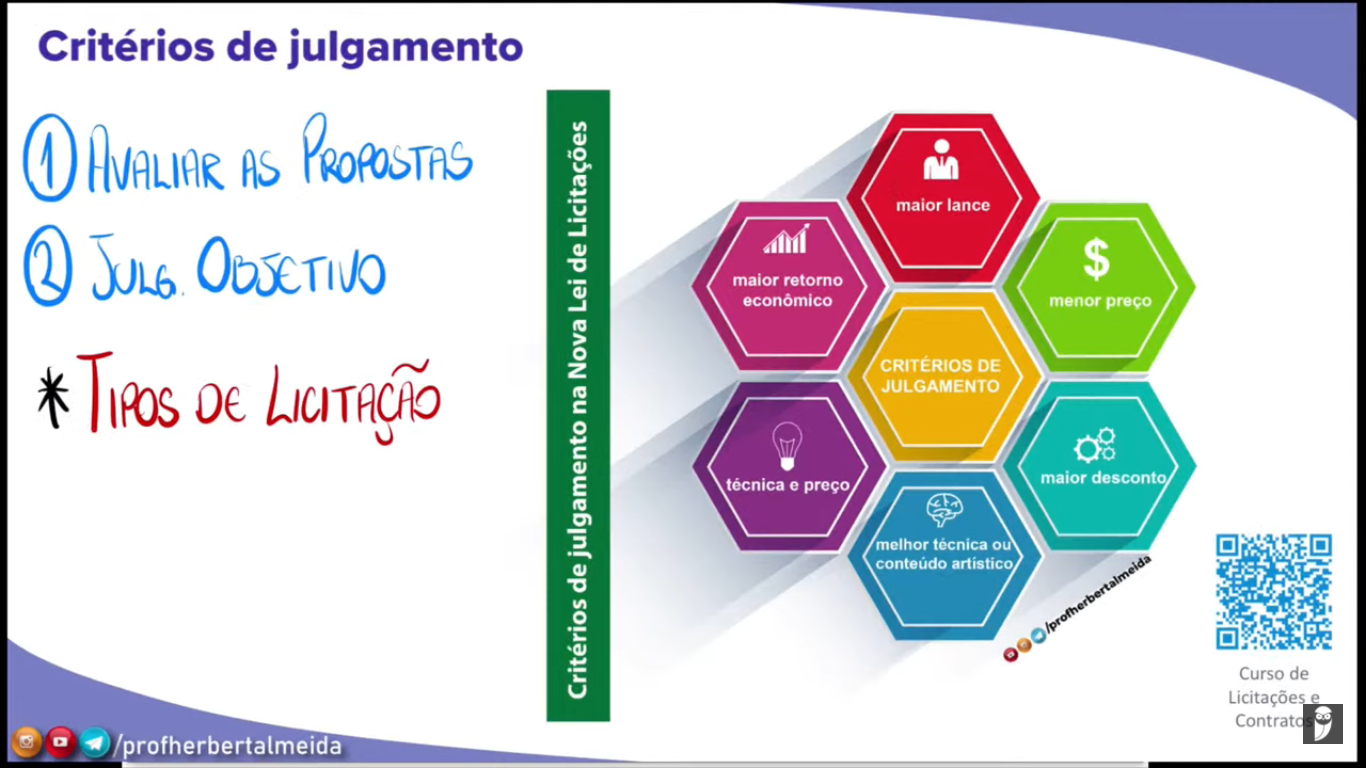 Critérios de julgamento
1 AVALIAR AS PROPOSTAS
2 JULG. OBJETIVO
* TIPOS DE LICITAÇÃO
Critérios de julgamento na Nova Lei de Licitações
maior lance
maior retorno
econômico
$
menor preço
CRITÉRIOS DE
JULGAMENTO
técnica e preço
maior desconto
melhor técnica ou
conteúdo artístico
/profherbertalmeida
Curso de
Licitações e
Contratos
/profherbertalmeida